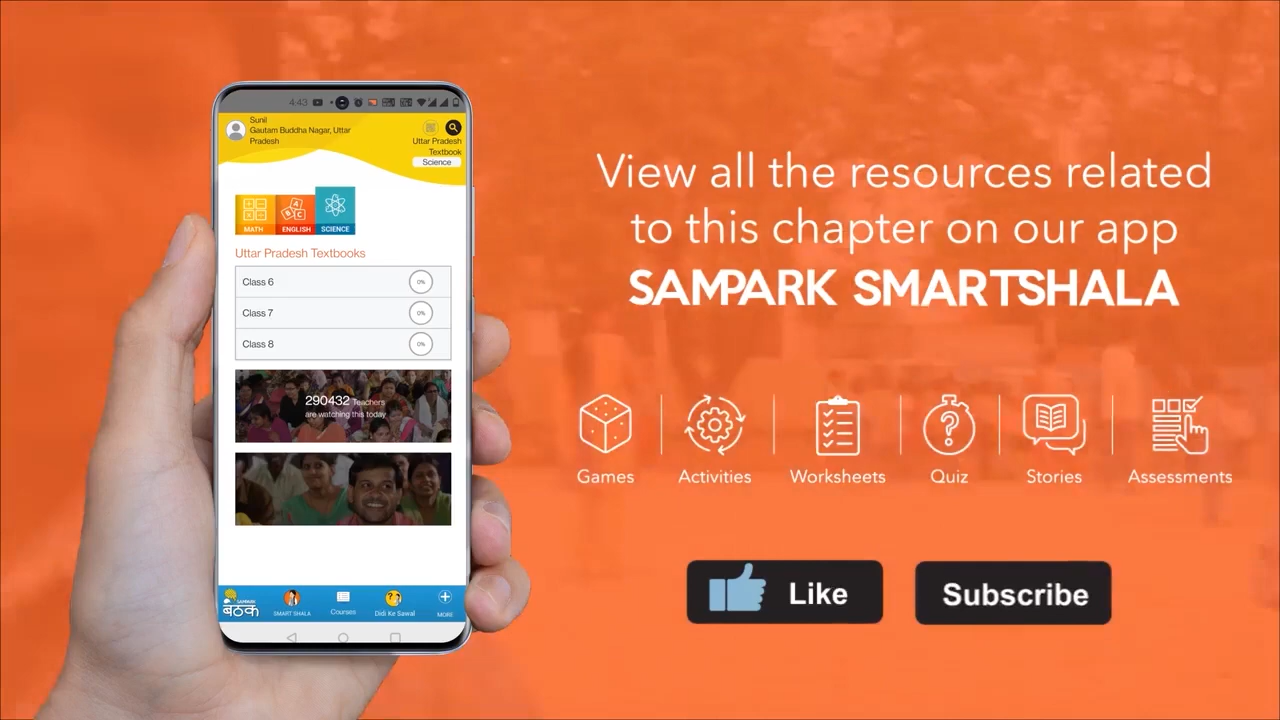 4:43
Sunil
Gautam Buddha Nagar, Uttar
Pradesh
Uttar Pradesh
Textbook
Science
MATH
ENGLISH
SCIENCE
Uttar Pradesh Textbooks
Class 6
0%
Class 7
0%
Class 8
0%
290432 Teachers
are watching this today
SAMPARK
बैठक
SMART SHALA
Courses
Didi Ke Sawal
MORE
View all the resources related
to this chapter on our app
SAMPARK SMARTSHALA
Games
Activities
Worksheets
Quiz
Stories
Assessments
Like
Subscribe